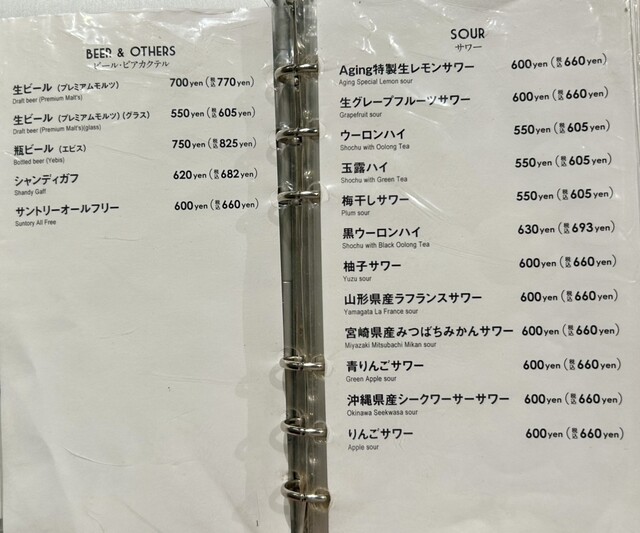 BEER & OTHERS
ビール・ビアカクテル
生ビール (プレミアムモルツ) 700yen(税込770yen)
Draft beer (Premium Malt's)
生ビール (プレミアムモルツ) (グラス) 550yen(税込605yen)
Draft beer (Premium Malt's)(glass)
瓶ビール (エビス) 750yen(税込825yen)
Bottled beer (Yebis)
シャンディガフ 620yen(税込682yen)
Shandy Gaff
サントリーオールフリー 600yen(税込660yen)
Suntory All Free
SOUR
サワー
Aging特製生レモンサワー 600yen(税込660yen)
Aging Special Lemon sour
生グレープフルーツサワー 600yen(税込660yen)
Grapefruit sour
ウーロンハイ 550yen(税込605yen)
Shochu with Oolong Tea
玉露ハイ 550yen(税込605yen)
Shochu with Green Tea
梅干しサワー 550yen(税込605yen)
Plum sour
黒ウーロンハイ 630yen(税込693yen)
Shochu with Black Oolong Tea
柚子サワー 600yen(税込660yen)
Yuzu sour
山形県産ラフランスサワー 600yen(税込660yen)
Yamagata La France sour
宮崎県産みつばちみかんサワー 600yen(税込660yen)
Miyazaki Mitsubachi Mikan sour
青りんごサワー 600yen(税込660yen)
Green Apple sour
沖縄県産シークワーサーサワー 600yen(税込660yen)
Okinawa Seekwasa sour
りんごサワー 600yen(税込660yen)
Apple sour